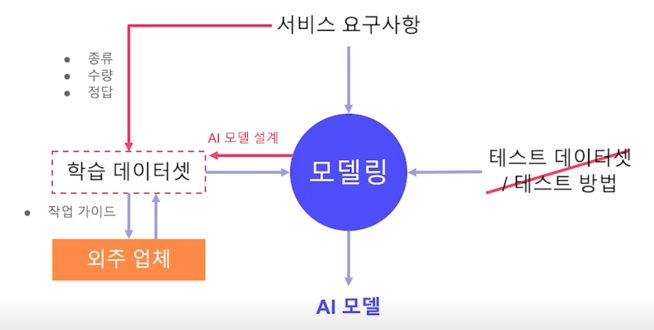 서비스 요구사항
종류
수량
정답
AI 모델 설계
학습 데이터셋
모델링
테스트 데이터셋
/ 테스트 방법
작업 가이드
외주 업체
AI 모델